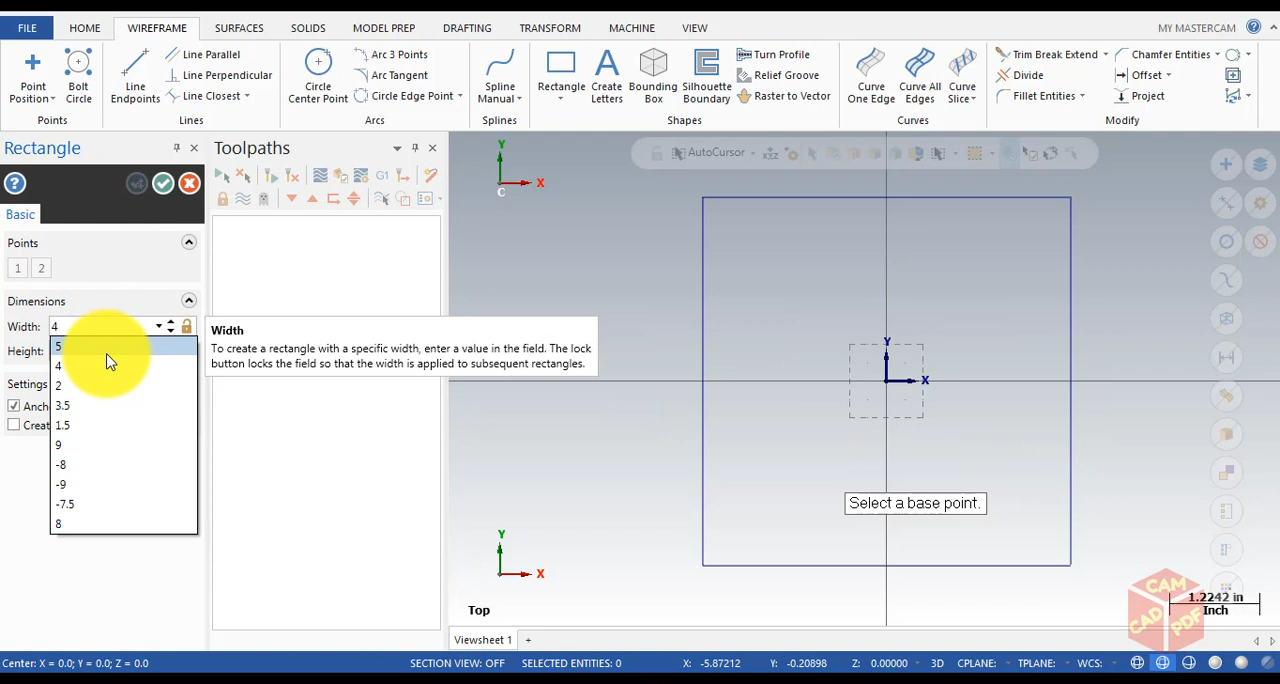 FILE HOME WIREFRAME SURFACES SOLIDS MODEL PREP DRAFTING TRANSFORM MACHINE VIEW MY MASTERCAM
Point Position
Bolt Circle
Points
Line Endpoints
Line Parallel
Line Perpendicular
Line Closest
Lines
Circle Center Point
Arc 3 Points
Arc Tangent
Circle Edge Point
Arcs
Spline Manual
Splines
Rectangle
Create Letters
Bounding Box
Silhouette Boundary
Turn Profile
Relief Groove
Raster to Vector
Shapes
Curve One Edge
Curve All Edges
Curve Slice
Curves
Trim Break Extend
Divide
Fillet Entities
Chamfer Entities
Offset
Project
Modify
Rectangle
Basic
Points
1 2
Dimensions
Width: 4
Height:
5
4
2
3.5
1.5
9
-8
-9
-7.5
8
Settings
Ancho
Creat
Toolpaths
G1
Width
To create a rectangle with a specific width, enter a value in the field. The lock
button locks the field so that the width is applied to subsequent rectangles.
AutoCursor
XYZ
Y
X
C
Y
X
Select a base point.
Y
X
Top
1.2242 in
Inch
CAM
CAD
PDF
Viewsheet 1 +
Center: X = 0.0; Y = 0.0; Z = 0.0 SECTION VIEW: OFF SELECTED ENTITIES: 0 X: -5.87212 Y: -0.20898 Z: 0.00000 3D CPLANE: TPLANE: WCS: